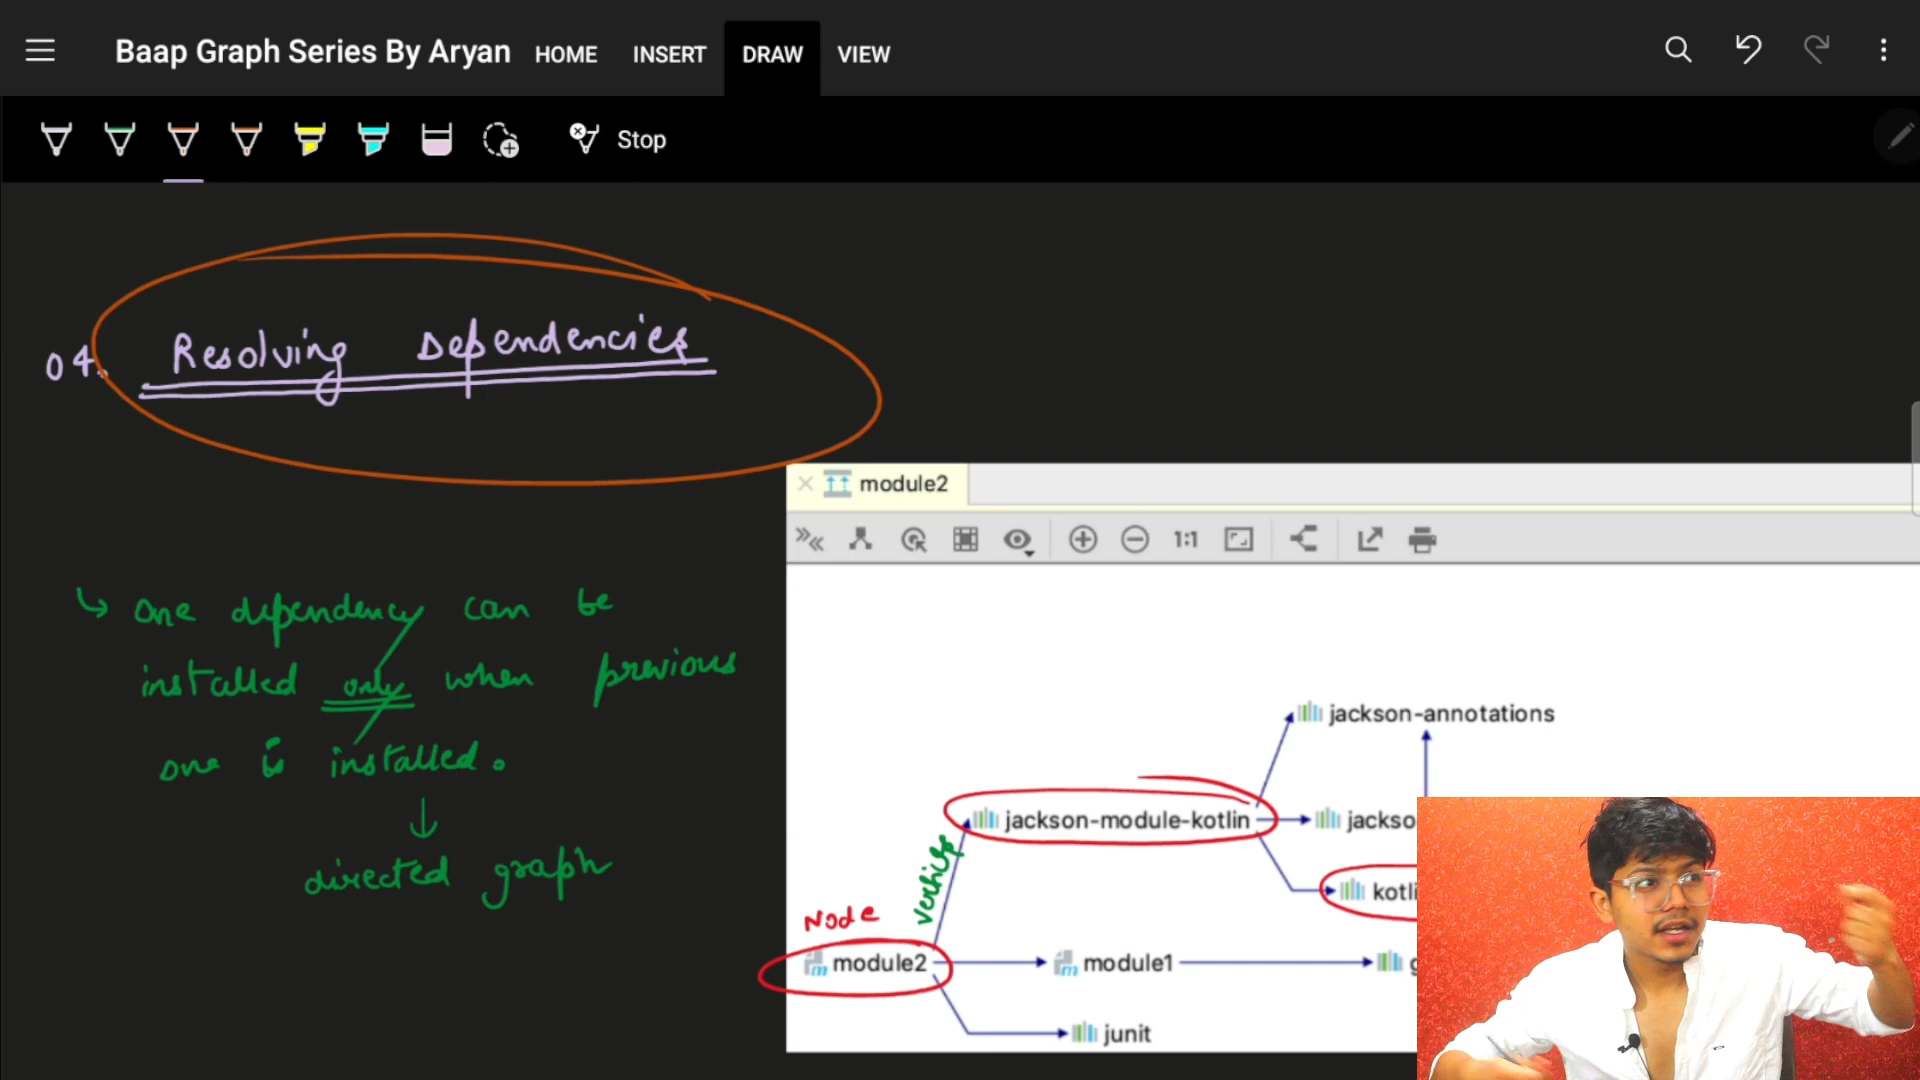 Baap Graph Series By Aryan HOME INSERT DRAW VIEW
Stop
04. Resolving Dependencies
module2
1:1
↳ one dependency can be
installed only when previous
one is installed.
↓
directed graph
jackson-annotations
jackson-module-kotlin
jackso
kotli
Node
module2
module1
g
junit